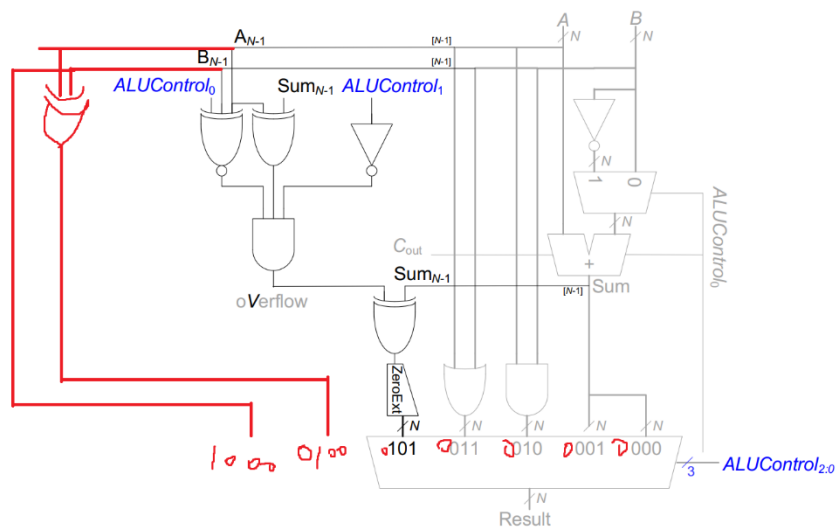 A B
N N
A_{N-1} [N-1]
B_{N-1} [N-1]
ALUControl_0 Sum_{N-1} ALUControl_1
N 1 0
ALUControl_0
N
C_out
+
Sum_{N-1} Sum
oVerflow [N-1]
ZeroExt
N N N N N
1000 0100 0101 0011 0010 0001 0000
3 ALUControl_{2:0}
N
Result